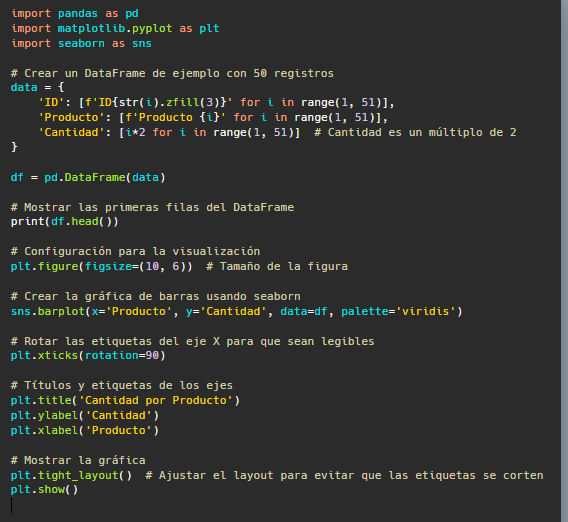 import pandas as pd
import matplotlib.pyplot as plt
import seaborn as sns
# Crear un DataFrame de ejemplo con 50 registros
data = {
    'ID': [f'ID{str(i).zfill(3)}' for i in range(1, 51)],
    'Producto': [f'Producto {i}' for i in range(1, 51)],
    'Cantidad': [i*2 for i in range(1, 51)]  # Cantidad es un múltiplo de 2
}
df = pd.DataFrame(data)
# Mostrar las primeras filas del DataFrame
print(df.head())
# Configuración para la visualización
plt.figure(figsize=(10, 6))  # Tamaño de la figura
# Crear la gráfica de barras usando seaborn
sns.barplot(x='Producto', y='Cantidad', data=df, palette='viridis')
# Rotar las etiquetas del eje X para que sean legibles
plt.xticks(rotation=90)
# Títulos y etiquetas de los ejes
plt.title('Cantidad por Producto')
plt.ylabel('Cantidad')
plt.xlabel('Producto')
# Mostrar la gráfica
plt.tight_layout()  # Ajustar el layout para evitar que las etiquetas se corten
plt.show()